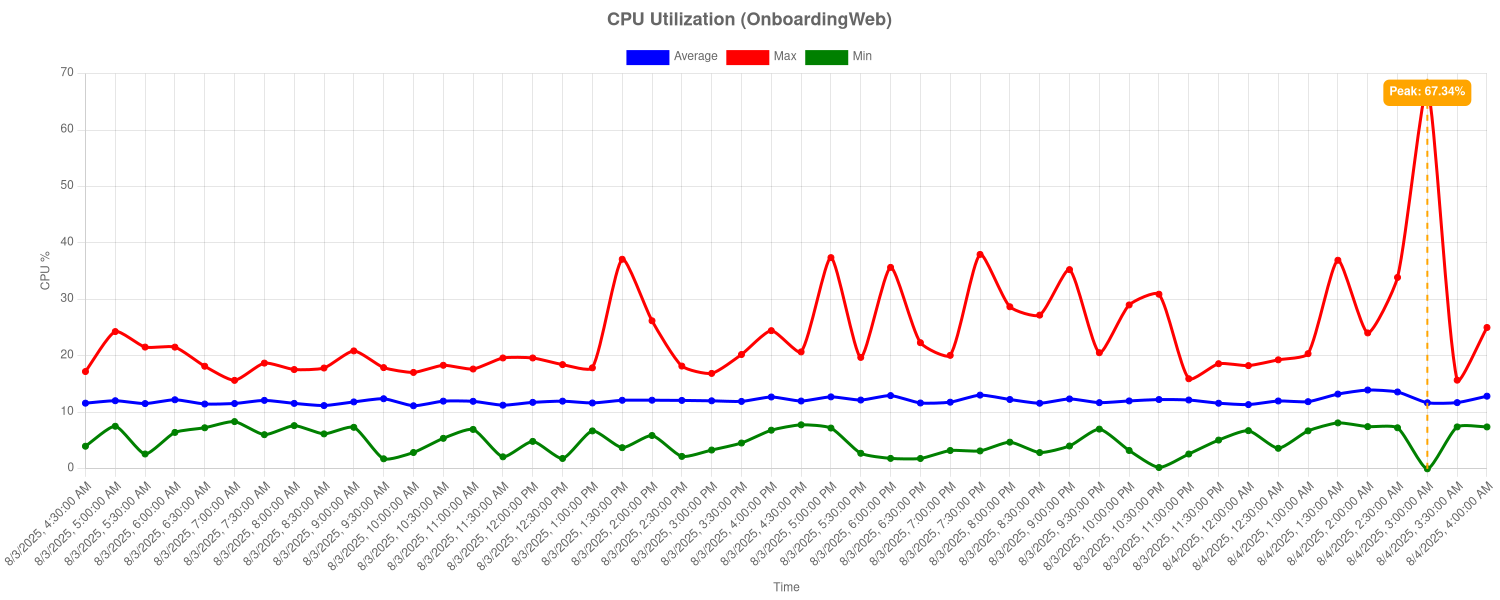 CPU Utilization (OnboardingWeb)
Average
Max
Min
Peak: 67.34%
CPU %
70
60
50
40
30
20
10
0
8/3/2025, 4:30:00 AM
8/3/2025, 5:00:00 AM
8/3/2025, 5:30:00 AM
8/3/2025, 6:00:00 AM
8/3/2025, 6:30:00 AM
8/3/2025, 7:00:00 AM
8/3/2025, 7:30:00 AM
8/3/2025, 8:00:00 AM
8/3/2025, 8:30:00 AM
8/3/2025, 9:00:00 AM
8/3/2025, 9:30:00 AM
8/3/2025, 10:00:00 AM
8/3/2025, 10:30:00 AM
8/3/2025, 11:00:00 AM
8/3/2025, 11:30:00 AM
8/3/2025, 12:00:00 PM
8/3/2025, 12:30:00 PM
8/3/2025, 1:00:00 PM
8/3/2025, 1:30:00 PM
8/3/2025, 2:00:00 PM
8/3/2025, 2:30:00 PM
8/3/2025, 3:00:00 PM
8/3/2025, 3:30:00 PM
8/3/2025, 4:00:00 PM
8/3/2025, 4:30:00 PM
8/3/2025, 5:00:00 PM
8/3/2025, 5:30:00 PM
8/3/2025, 6:00:00 PM
8/3/2025, 6:30:00 PM
8/3/2025, 7:00:00 PM
8/3/2025, 7:30:00 PM
8/3/2025, 8:00:00 PM
8/3/2025, 8:30:00 PM
8/3/2025, 9:00:00 PM
8/3/2025, 9:30:00 PM
8/3/2025, 10:00:00 PM
8/3/2025, 10:30:00 PM
8/3/2025, 11:00:00 PM
8/3/2025, 11:30:00 PM
8/4/2025, 12:00:00 AM
8/4/2025, 12:30:00 AM
8/4/2025, 1:00:00 AM
8/4/2025, 1:30:00 AM
8/4/2025, 2:00:00 AM
8/4/2025, 2:30:00 AM
8/4/2025, 3:00:00 AM
8/4/2025, 3:30:00 AM
8/4/2025, 4:00:00 AM
Time